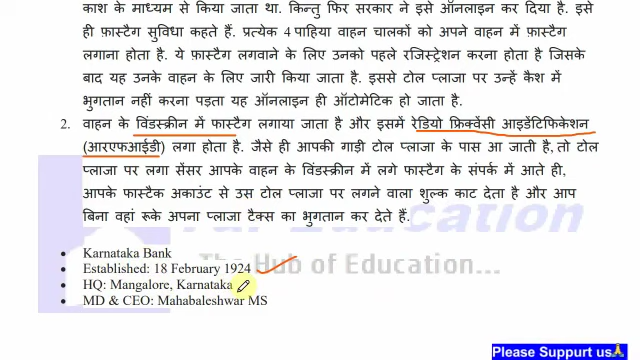 काश के माध्यम से किया जाता था. किन्तु फिर सरकार ने इसे ऑनलाइन कर दिया है. इसे
ही फ़ास्टैग सुविधा कहते हैं. प्रत्येक 4 पाहिया वाहन चालकों को अपने वाहन में फ़ास्टैग
लगाना होता है. ये फ़ास्टैग लगवाने के लिए उनको पहले रजिस्ट्रेशन करना होता है जिसके
बाद यह उनके वाहन के लिए जारी किया जाता है. इससे टोल प्लाजा पर उन्हें कैश में
भुगतान नहीं करना पड़ता यह ऑनलाइन ही ऑटोमेटिक हो जाता है.
2. वाहन के विंडस्क्रीन में फास्टैग लगाया जाता है और इसमें रेडियो फ्रिक्वेंसी आइडेंटिफिकेशन
(आरएफआईडी) लगा होता है. जैसे ही आपकी गाड़ी टोल प्लाजा के पास आ जाती है, तो टोल
प्लाजा पर लगा सेंसर आपके वाहन के विंडस्क्रीन में लगे फास्टैग के संपर्क में आते ही,
आपके फास्टैक अकाउंट से उस टोल प्लाजा पर लगने वाला शुल्क काट देता है और आप
बिना वहां रूके अपना प्लाजा टैक्स का भुगतान कर देते हैं.
• Karnataka Bank
• Established: 18 February 1924
• HQ: Mangalore, Karnataka
• MD & CEO: Mahabaleshwar MS
For Education
The Hub of Education...
Please Suppurt us